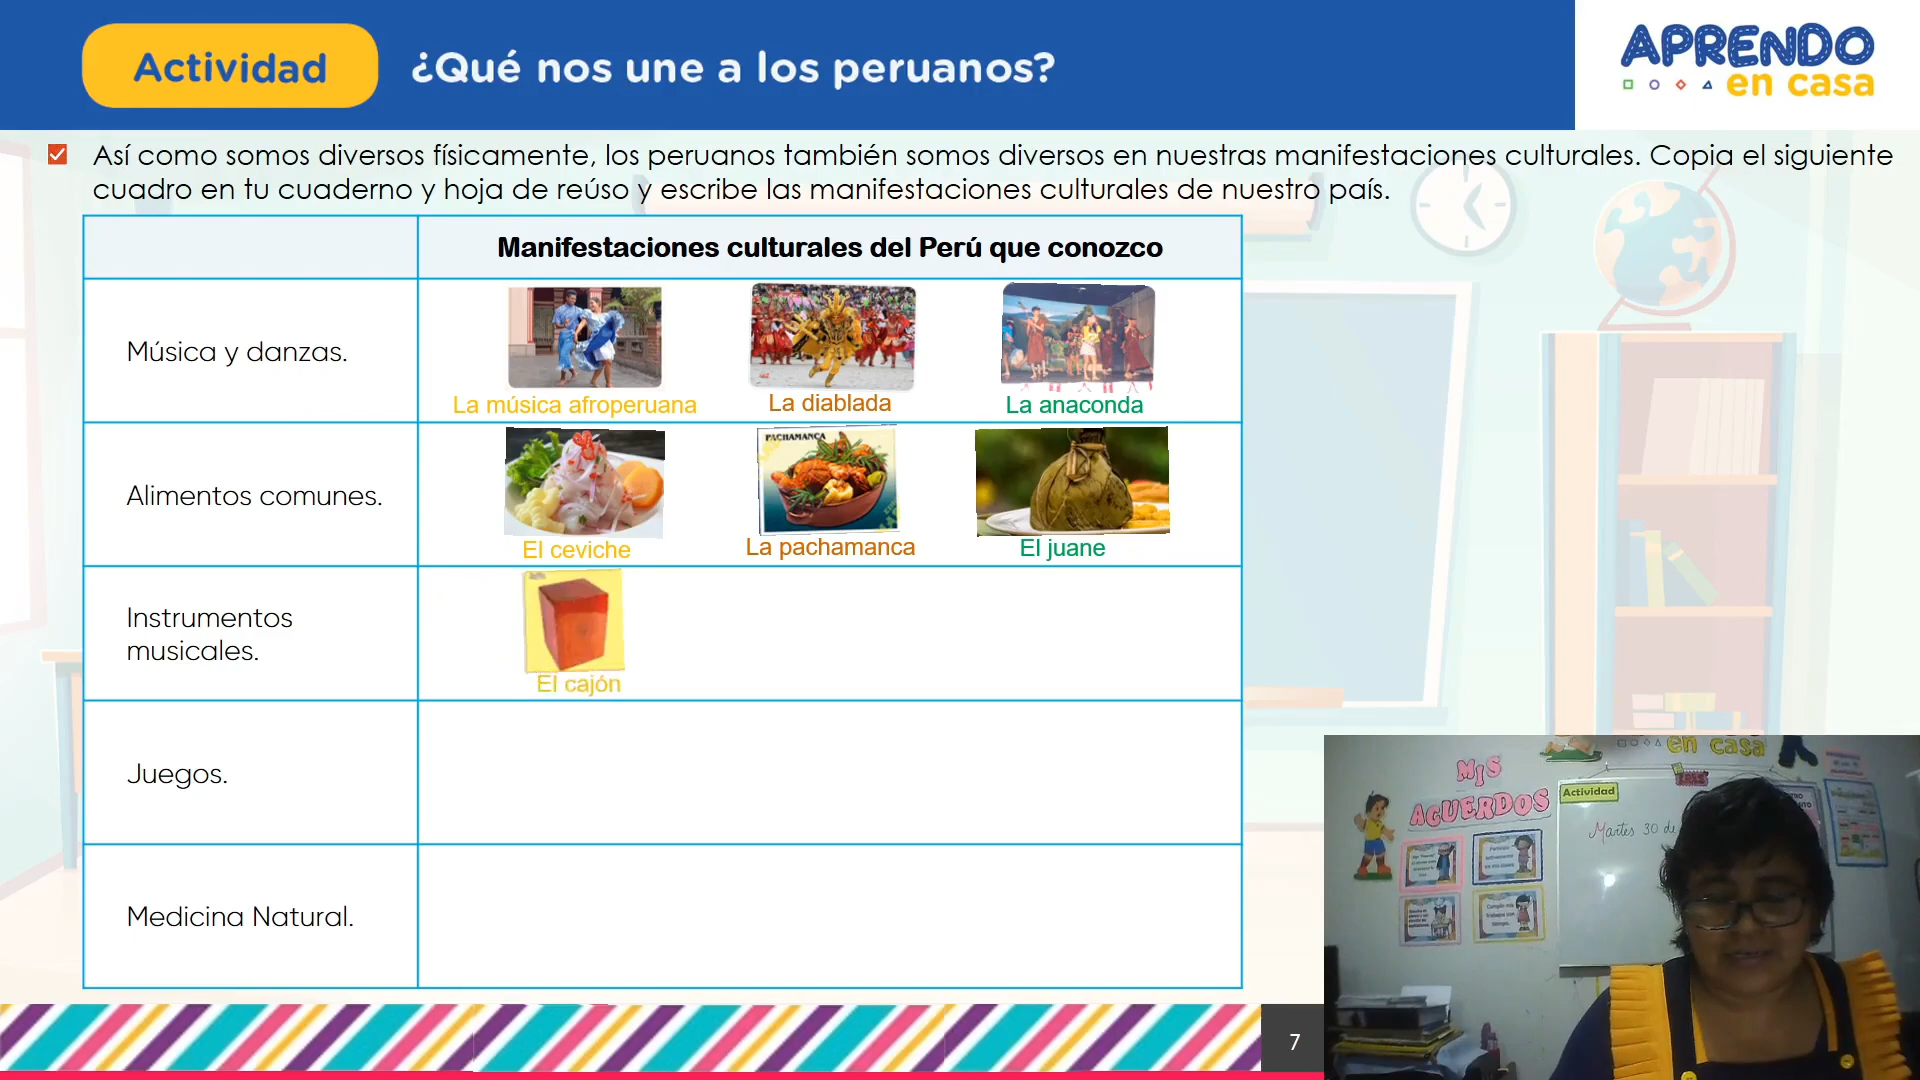 Actividad
¿Qué nos une a los peruanos?
APRENDO
en casa
Así como somos diversos físicamente, los peruanos también somos diversos en nuestras manifestaciones culturales. Copia el siguiente
cuadro en tu cuaderno y hoja de reúso y escribe las manifestaciones culturales de nuestro país.
Manifestaciones culturales del Perú que conozco
Música y danzas.
La música afroperuana
La diablada
La anaconda
Alimentos comunes.
PACHAMANCA
El ceviche
La pachamanca
El juane
Instrumentos
musicales.
El cajón
Juegos.
Medicina Natural.
7
en casa
MIS
ACUERDOS
Actividad
Martes 30 de